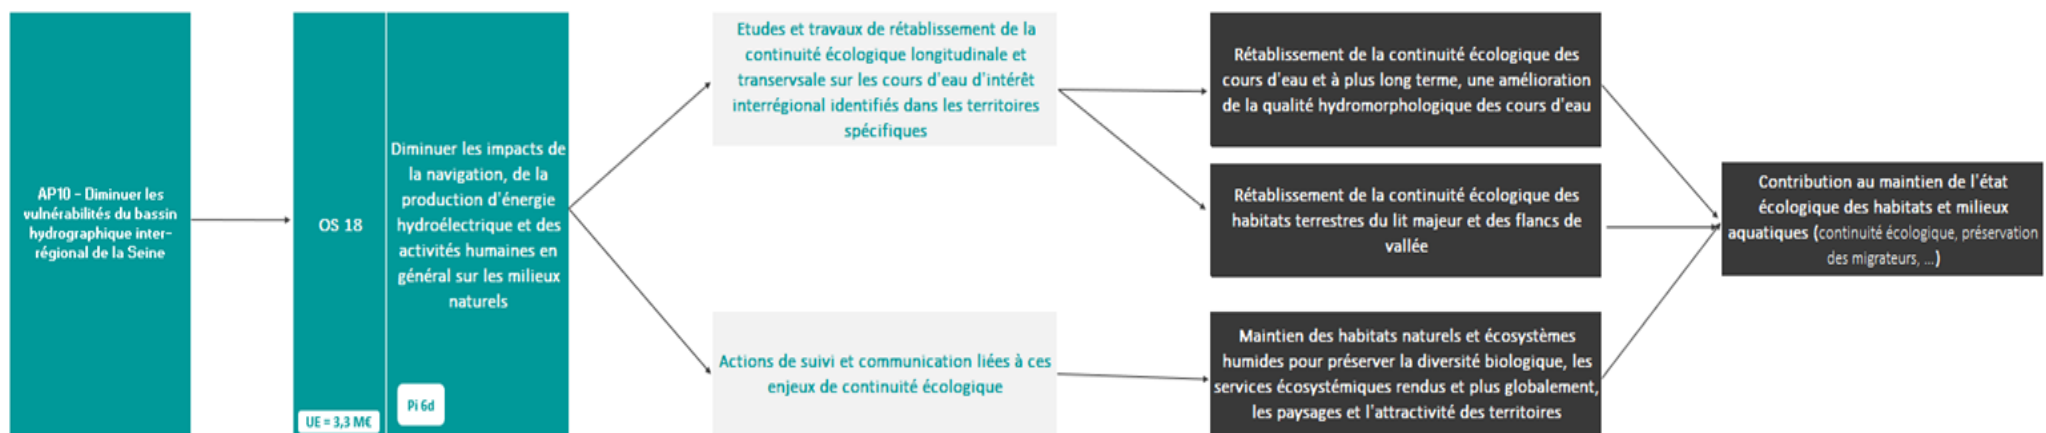 AP10 – Diminuer les
vulnérabilités du bassin
hydrographique inter-
régional de la Seine
OS 18
UE = 3,3 M€
Diminuer les impacts de
la navigation, de la
production d'énergie
hydroélectrique et des
activités humaines en
général sur les milieux
naturels
Pi 6d
Etudes et travaux de rétablissement de la
continuité écologique longitudinale et
transervsale sur les cours d'eau d'intérêt
interrégional identifiés dans les territoires
spécifiques
Actions de suivi et communication liées à ces
enjeux de continuité écologique
Rétablissement de la continuité écologique des
cours d'eau et à plus long terme, une amélioration
de la qualité hydromorphologique des cours d'eau
Rétablissement de la continuité écologique des
habitats terrestres du lit majeur et des flancs de
vallée
Maintien des habitats naturels et écosystèmes
humides pour préserver la diversité biologique, les
services écosystémiques rendus et plus globalement,
les paysages et l'attractivité des territoires
Contribution au maintien de l'état
écologique des habitats et milieux
aquatiques (continuité écologique, préservation
des migrateurs, ...)